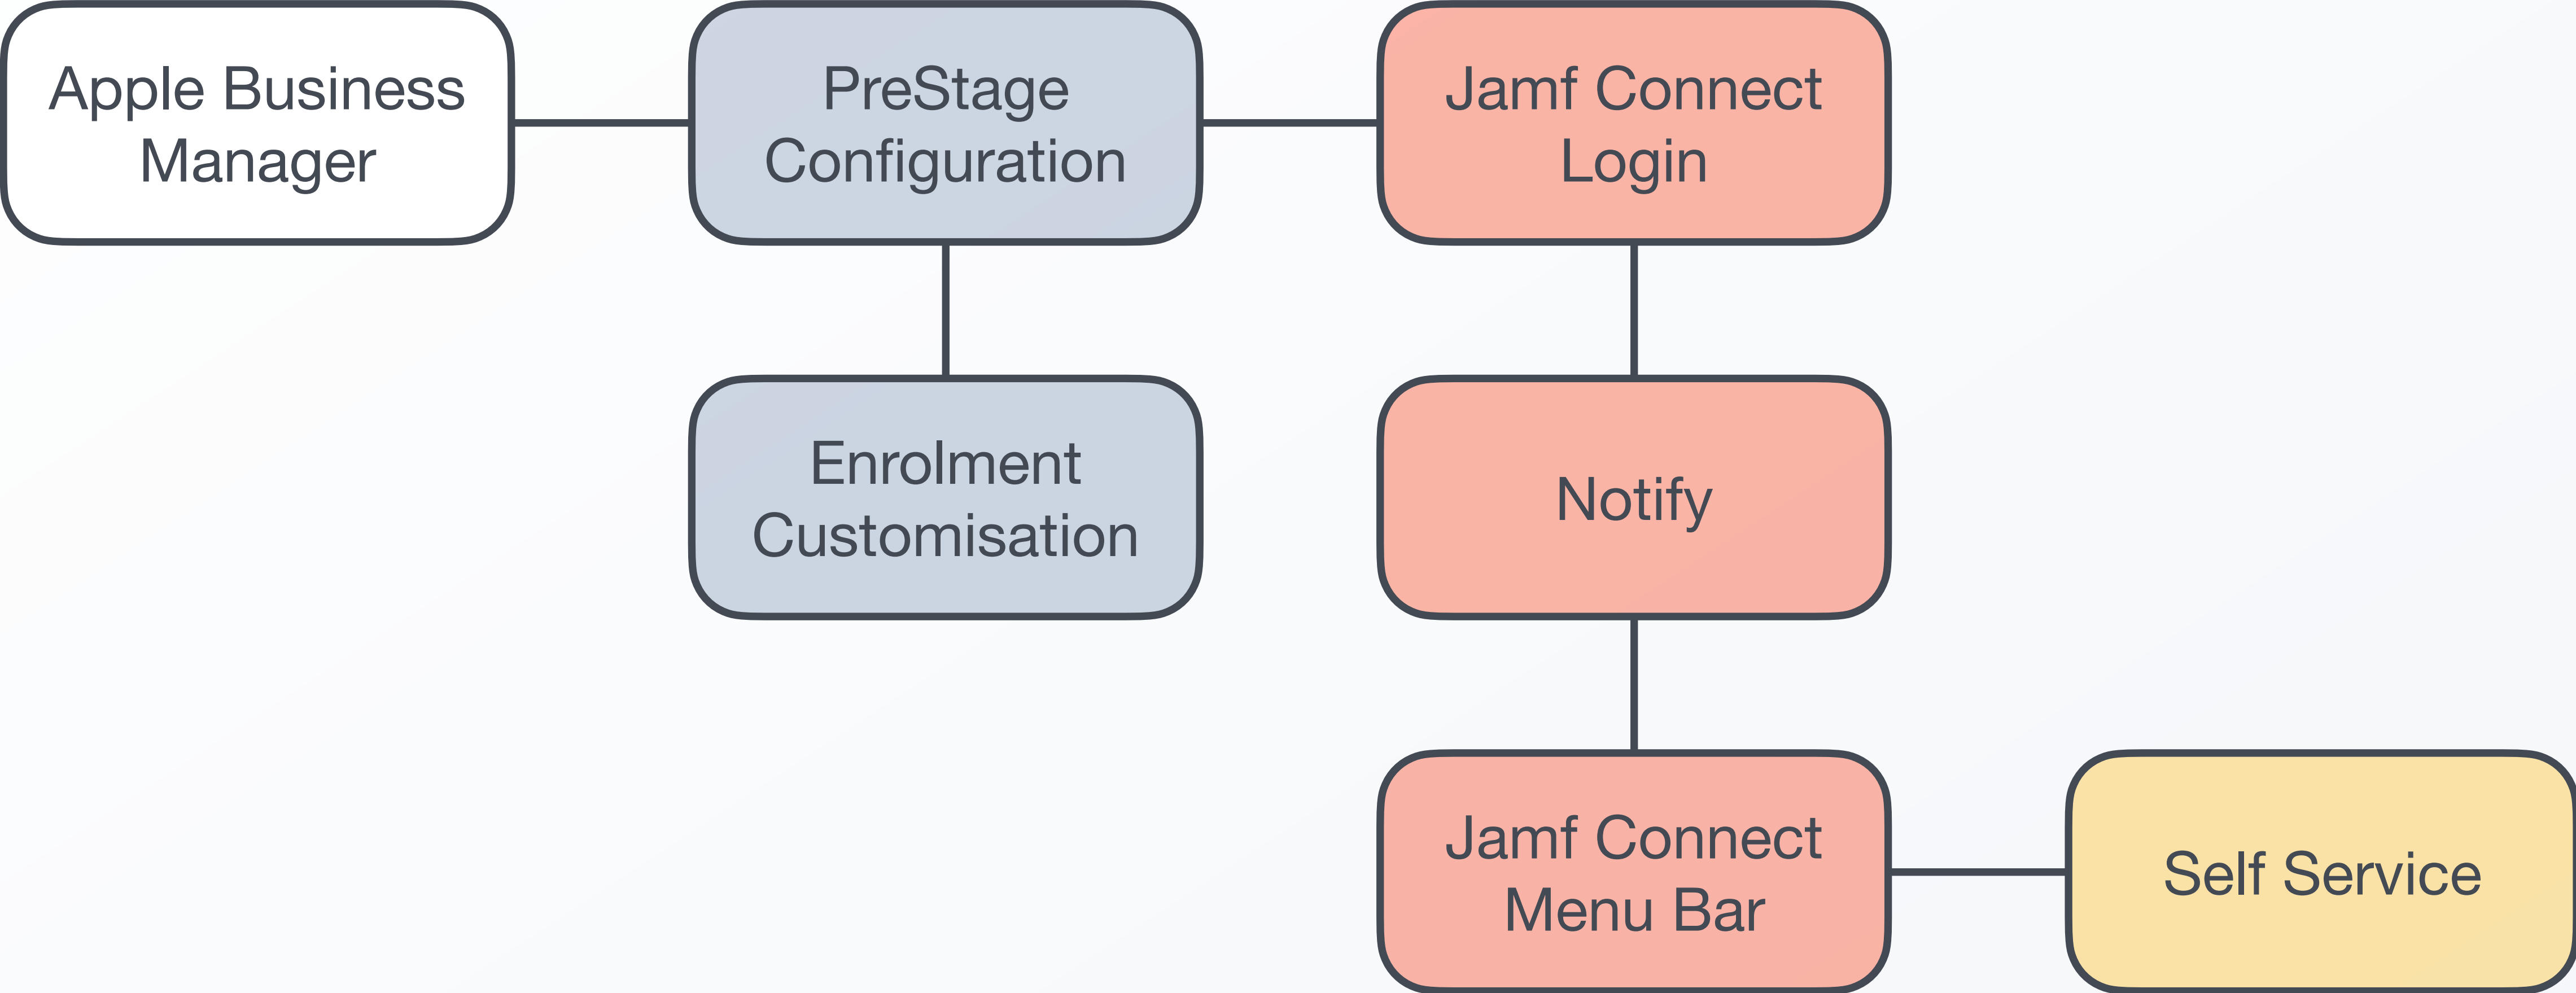 Apple Business
Manager
PreStage
Configuration
Jamf Connect
Login
Enrolment
Customisation
Notify
Jamf Connect
Menu Bar
Self Service